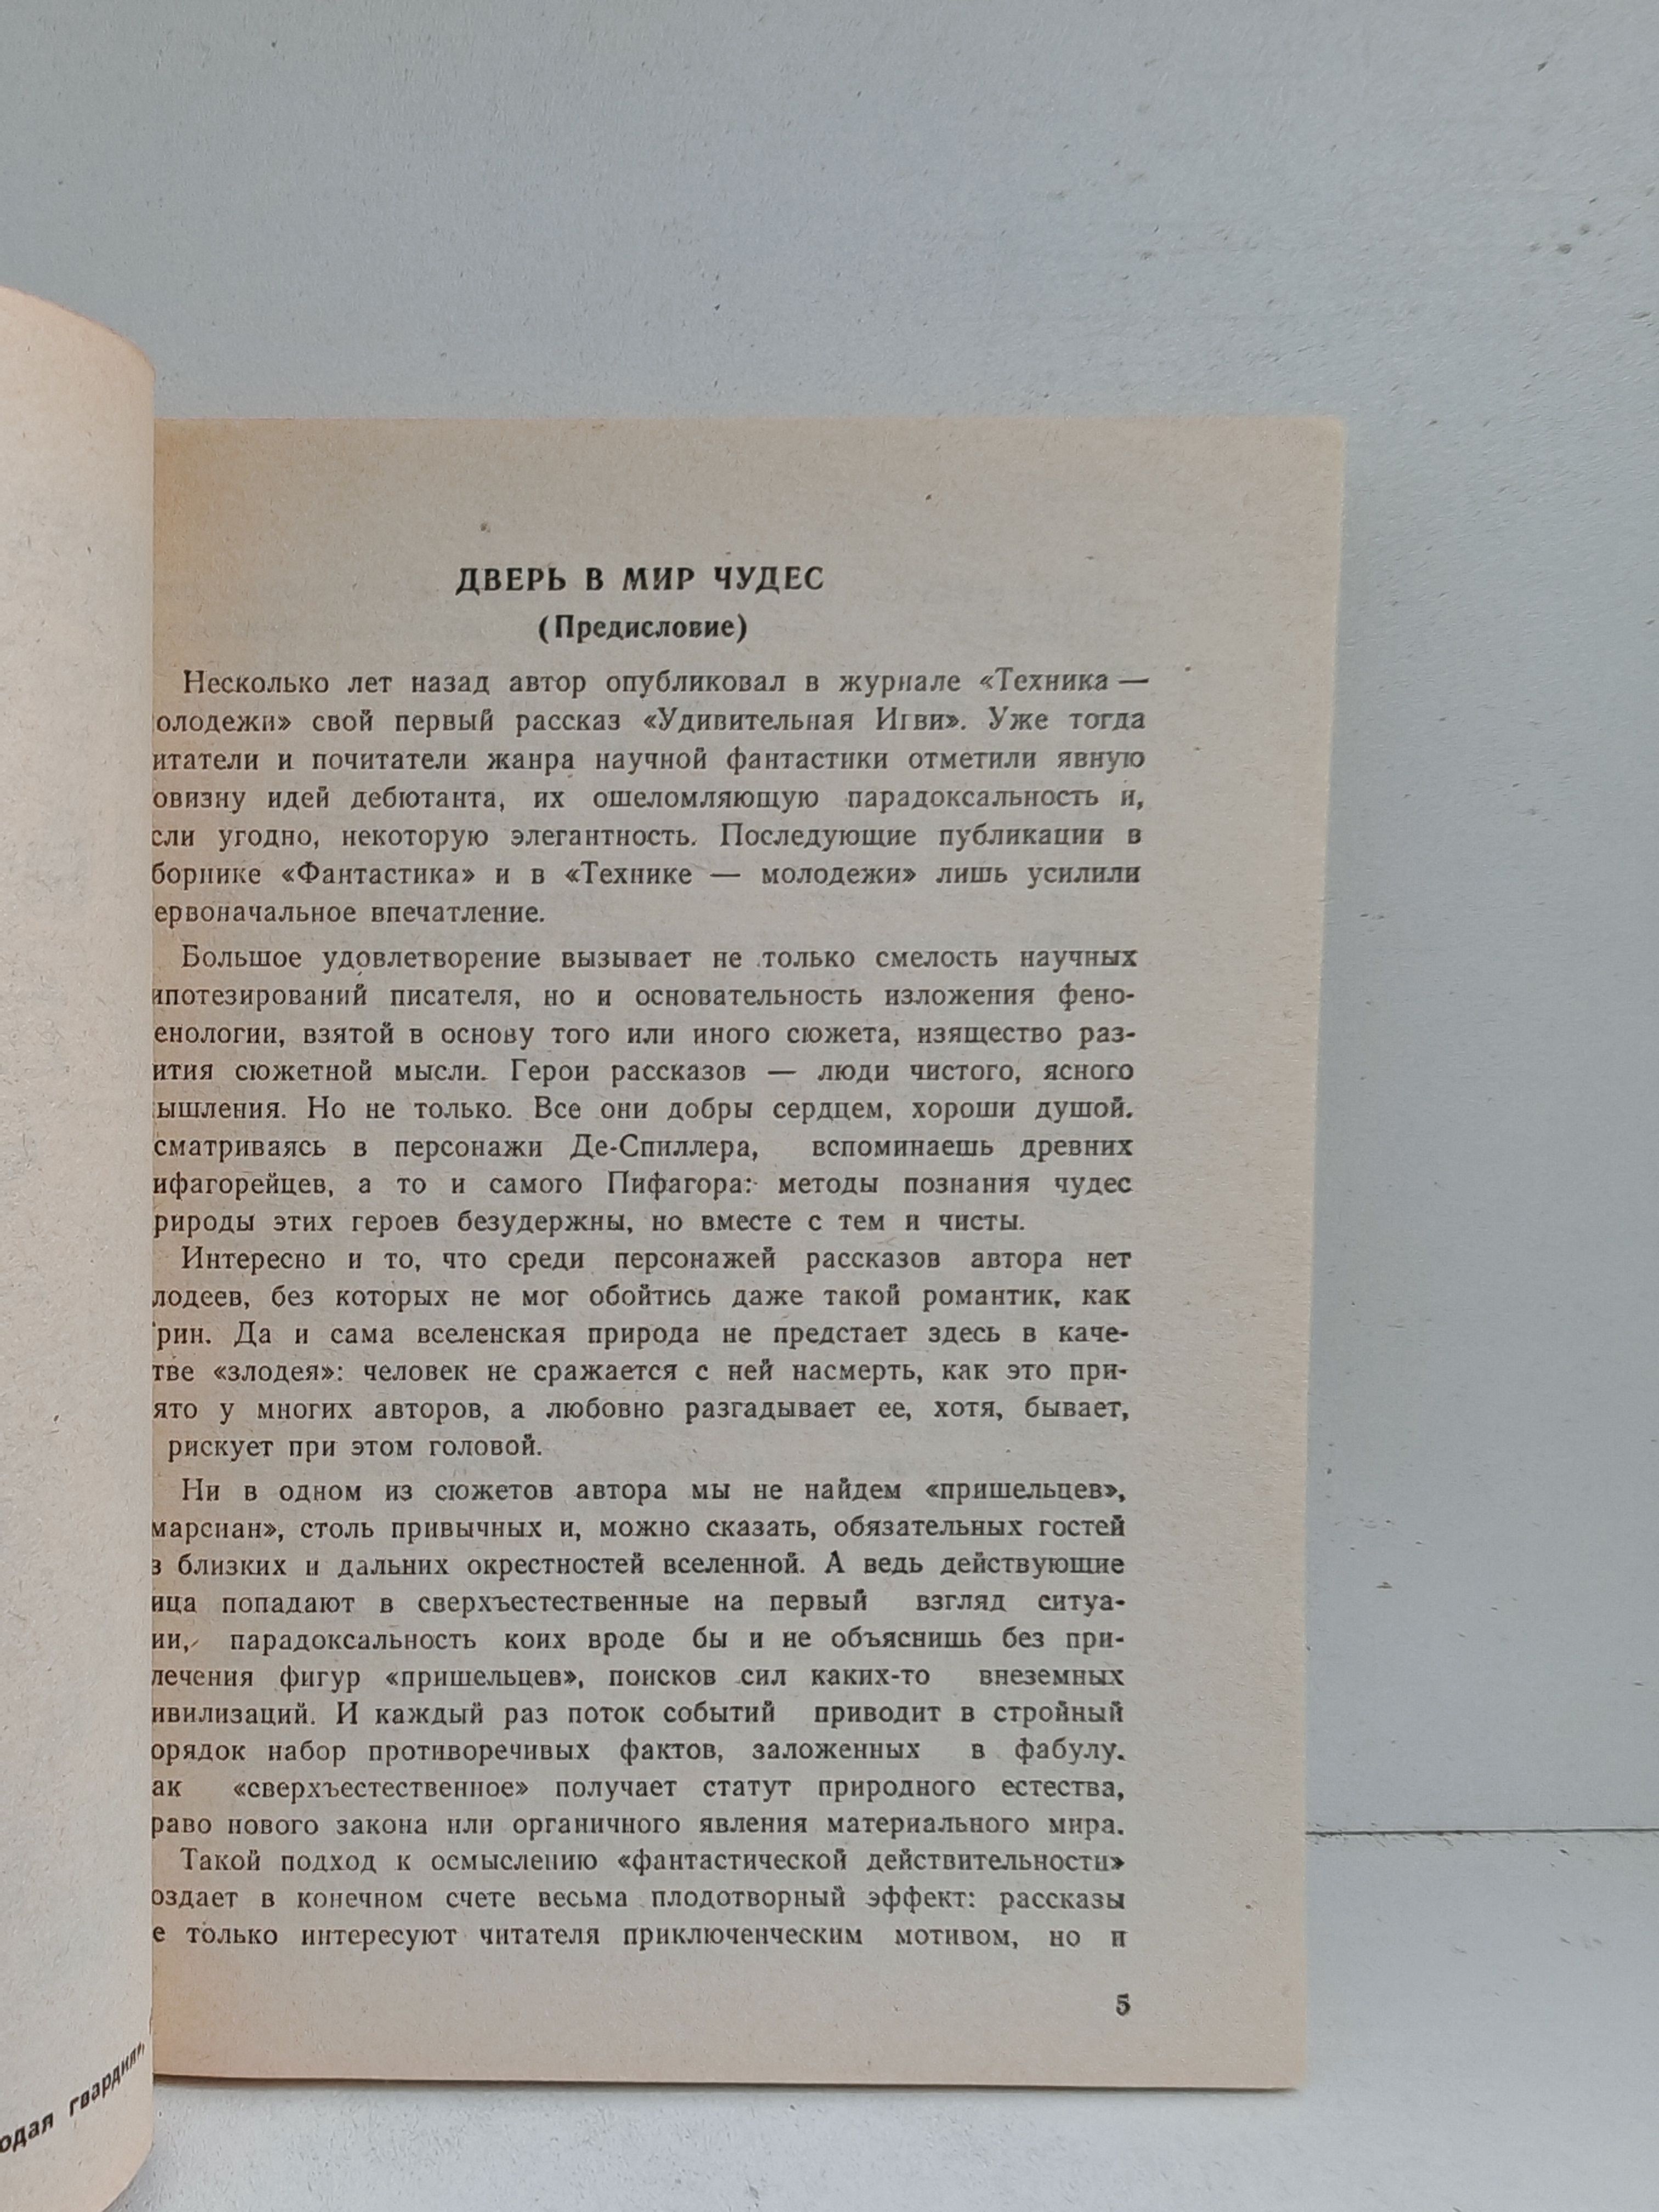 ДВЕРЬ В МИР ЧУДЕС
(Предисловие)
Несколько лет назад автор опубликовал в журнале «Техника —
олодежи» свой первый рассказ «Удивительная Игви». Уже тогда
итатели и почитатели жанра научной фантастики отметили явную
овизну идей дебютанта, их ошеломляющую парадоксальность и,
сли угодно, некоторую элегантность. Последующие публикации в
борнике «Фантастика» и в «Технике — молодежи» лишь усилили
ервоначальное впечатление.
Большое удовлетворение вызывает не только смелость научных
ипотезирований писателя, но и основательность изложения фено-
енологии, взятой в основу того или иного сюжета, изящество раз-
ития сюжетной мысли. Герои рассказов — люди чистого, ясного
ышления. Но не только. Все они добры сердцем, хороши душой.
сматриваясь в персонажи Де-Спиллера, вспоминаешь древних
ифагорейцев, а то и самого Пифагора: методы познания чудес
рироды этих героев безудержны, но вместе с тем и чисты.
Интересно и то, что среди персонажей рассказов автора нет
лодеев, без которых не мог обойтись даже такой романтик, как
рин. Да и сама вселенская природа не предстает здесь в каче-
тве «злодея»: человек не сражается с ней насмерть, как это при-
ято у многих авторов, а любовно разгадывает ее, хотя, бывает,
рискует при этом головой.
Ни в одном из сюжетов автора мы не найдем «пришельцев»,
марсиан», столь привычных и, можно сказать, обязательных гостей
з близких и дальних окрестностей вселенной. А ведь действующие
ица попадают в сверхъестественные на первый взгляд ситуа-
ии, парадоксальность коих вроде бы и не объяснишь без при-
лечения фигур «пришельцев», поисков сил каких-то внеземных
ивилизаций. И каждый раз поток событий приводит в стройный
орядок набор противоречивых фактов, заложенных в фабулу.
ак «сверхъестественное» получает статут природного естества,
раво нового закона или органичного явления материального мира.
Такой подход к осмыслению «фантастической действительности»
оздает в конечном счете весьма плодотворный эффект: рассказы
е только интересуют читателя приключенческим мотивом, но и
5
одая гвардия»